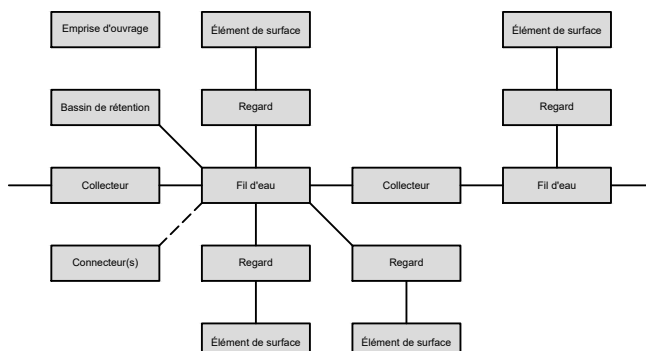 Emprise d'ouvrage
Élément de surface
Élément de surface
Bassin de rétention
Regard
Regard
Collecteur
Fil d'eau
Collecteur
Fil d'eau
Connecteur(s)
Regard
Regard
Élément de surface
Élément de surface